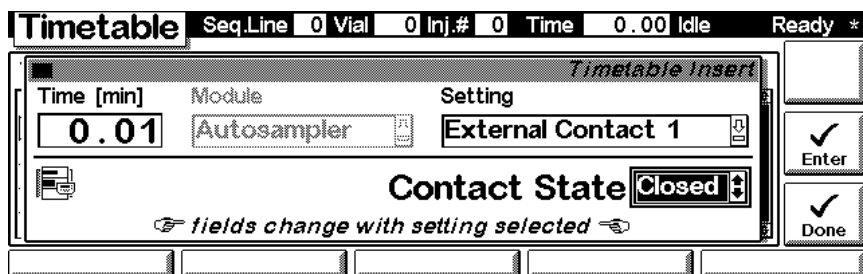 Timetable Seq.Line 0 Vial 0 Inj.# 0 Time 0.00 Idle Ready *
Timetable Insert
Time [min] Module Setting
0.01 Autosampler External Contact 1
Enter
Contact State Closed
fields change with setting selected
Done